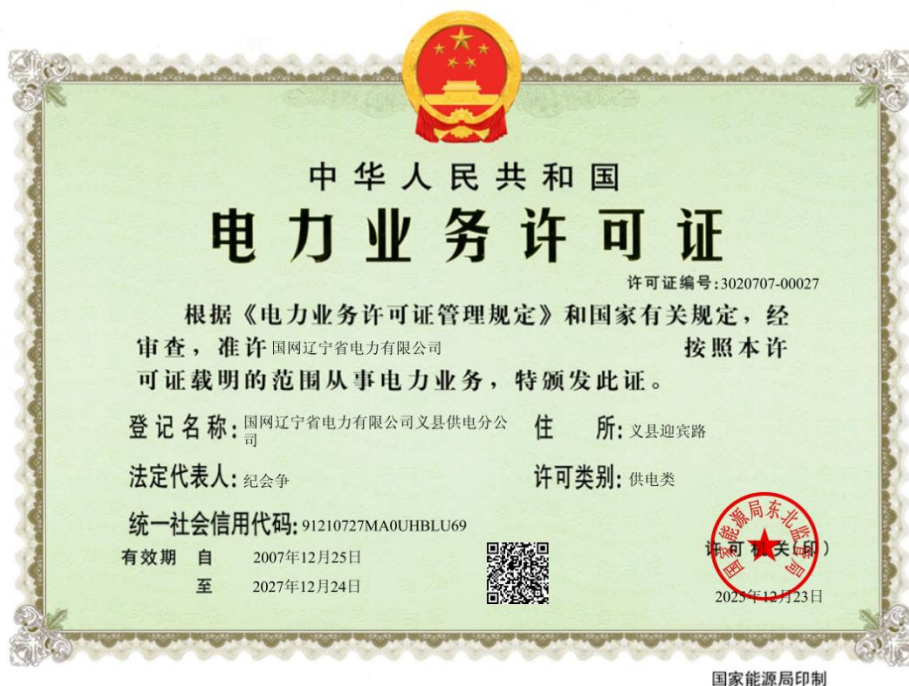 中华人民共和国
电力业务许可证
许可证编号:3020707-00027
根据《电力业务许可证管理规定》和国家有关规定，经
审查，准许国网辽宁省电力有限公司 按照本许
可证载明的范围从事电力业务，特颁发此证。
登记名称:国网辽宁省电力有限公司义县供电分公
司
住 所:义县迎宾路
法定代表人:纪会争
许可类别:供电类
统一社会信用代码:91210727MA0UHBLU69
有效期 自 2007年12月25日
至 2027年12月24日
国家能源局东北监管局
许可机关(印)
2025年12月23日
国家能源局印制